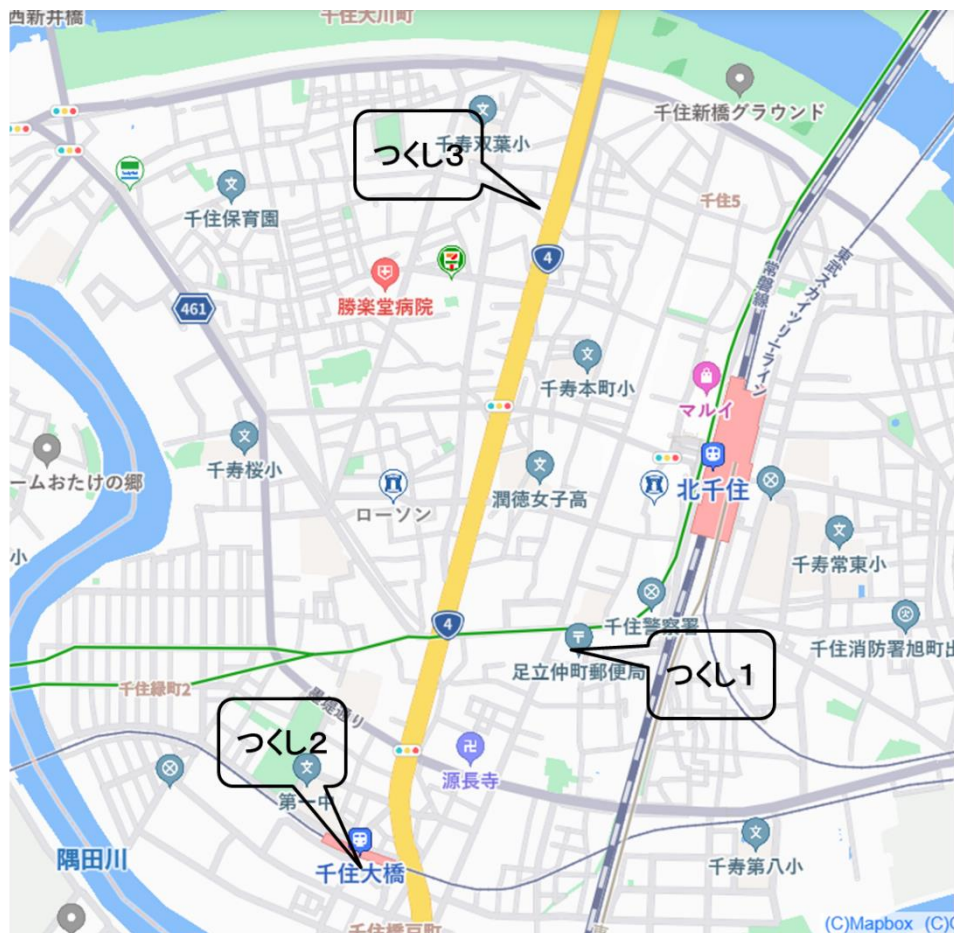 西新井橋
千住大川町
千住新橋グラウンド
千寿双葉小
つくし3
千住保育園
千住5
4
常磐線
東武スカイツリーライン
461
勝楽堂病院
千寿本町小
マルイ
千寿桜小
ームおたけの郷
ローソン
潤徳女子高
北千住
小
千寿常東小
4
千住警察署
千住消防署旭町出
足立仲町郵便局
つくし1
千住緑町2
墨堤通り
つくし2
源長寺
第一中
隅田川
千住大橋
千寿第八小
千住橋戸町
(C)Mapbox (C)